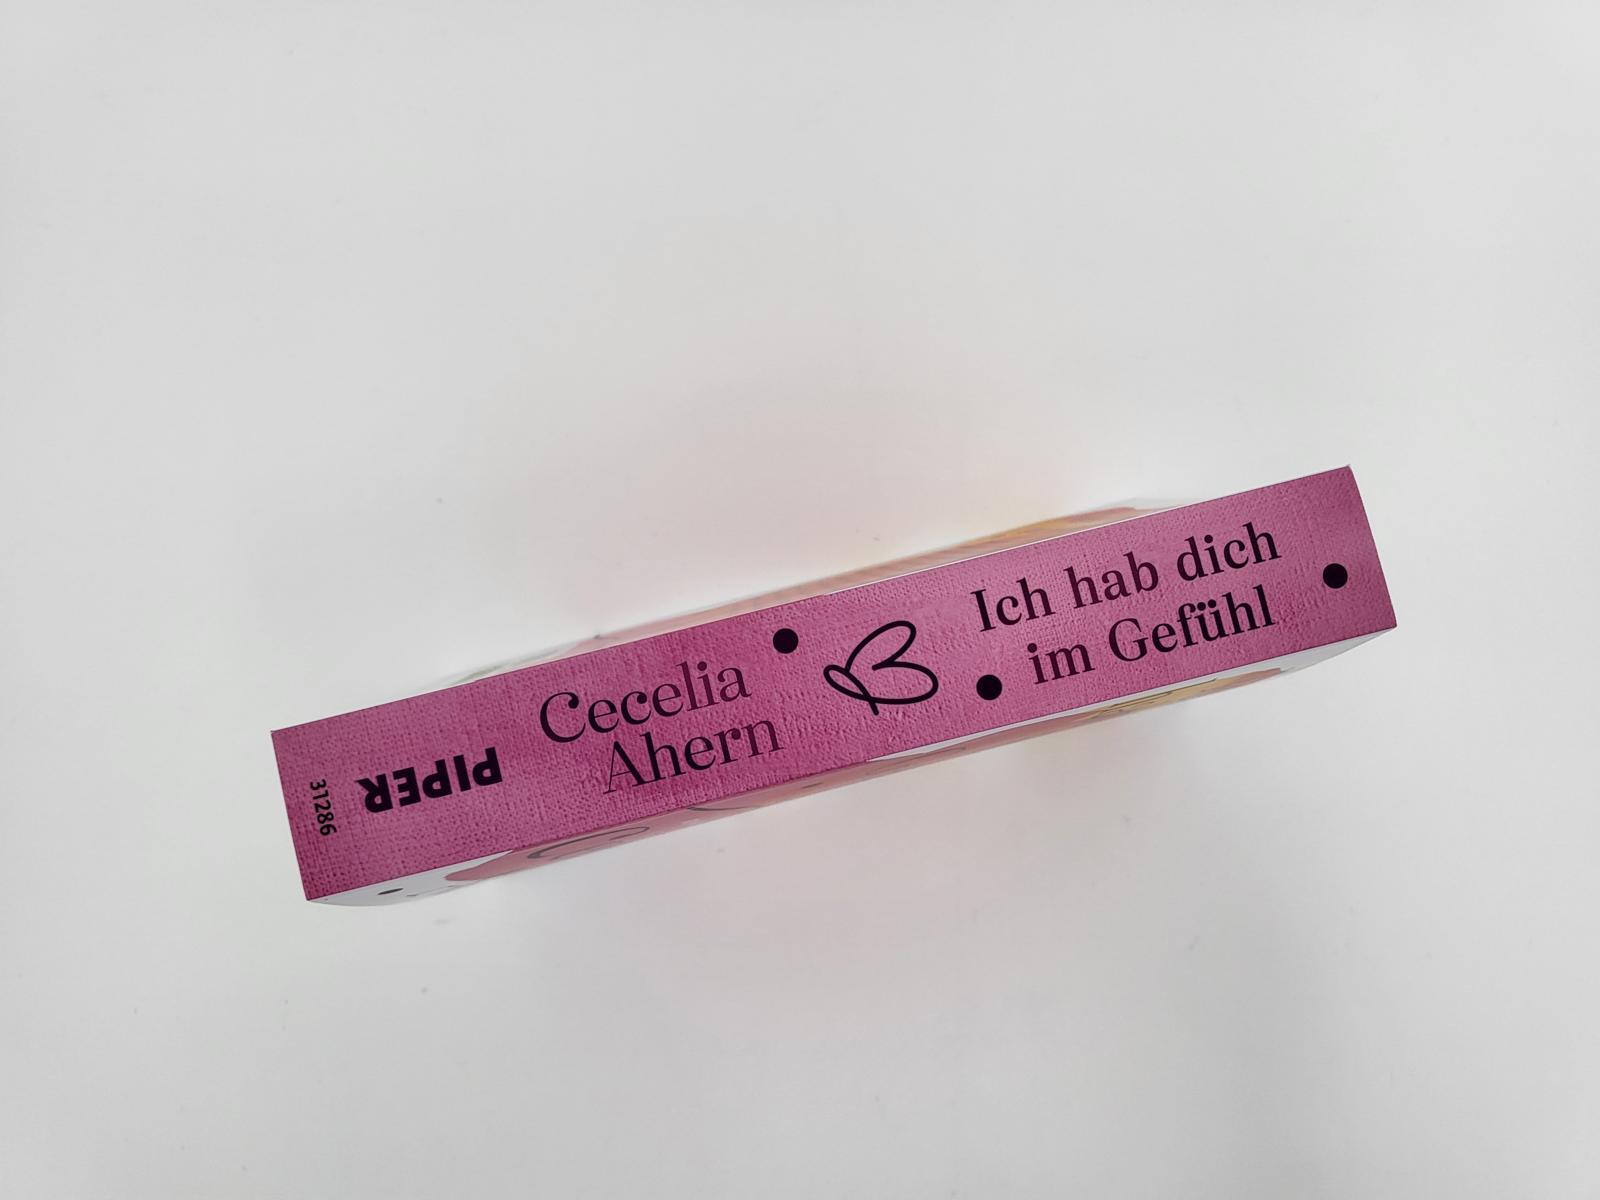 Cecelia
Ahern
Ich hab dich
im Gefühl
PIPER
31286